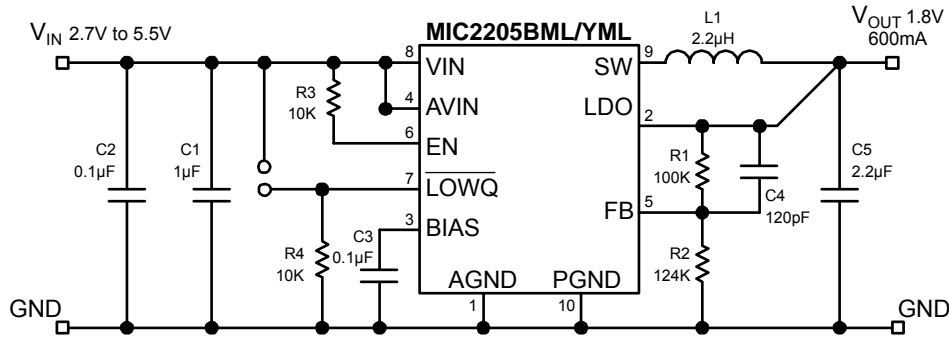 MIC2205BML/YML
L1
2.2µH
VIN 2.7V to 5.5V
VOUT 1.8V
600mA
8
VIN
SW
9
R3
10K
4
AVIN
LDO
2
6
EN
C2
0.1µF
C1
1µF
R1
100K
C4
120pF
C5
2.2µF
7
LOWQ
FB
5
3
BIAS
R4
10K
C3
0.1µF
R2
124K
AGND
PGND
1
10
GND
GND